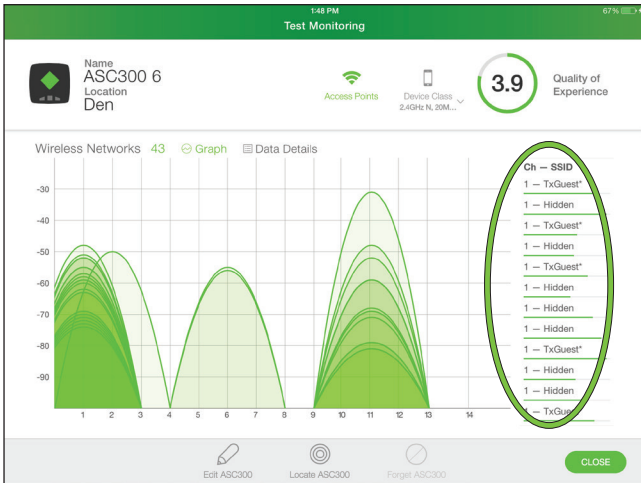 1:48 PM
67%
Test Monitoring
Name
ASC300 6
Location
Den
Access Points
Device Class
2.4GHz N, 20M...
3.9
Quality of
Experience
Wireless Networks 43 Graph Data Details
Ch — SSID
1 — TxGuest*
1 — Hidden
1 — TxGuest*
1 — Hidden
1 — TxGuest*
1 — Hidden
1 — Hidden
1 — Hidden
1 — TxGuest*
1 — Hidden
1 — Hidden
1 — TxGuest*
-30
-40
-50
-60
-70
-80
-90
1 2 3 4 5 6 7 8 9 10 11 12 13 14
Edit ASC300
Locate ASC300
Forget ASC300
CLOSE